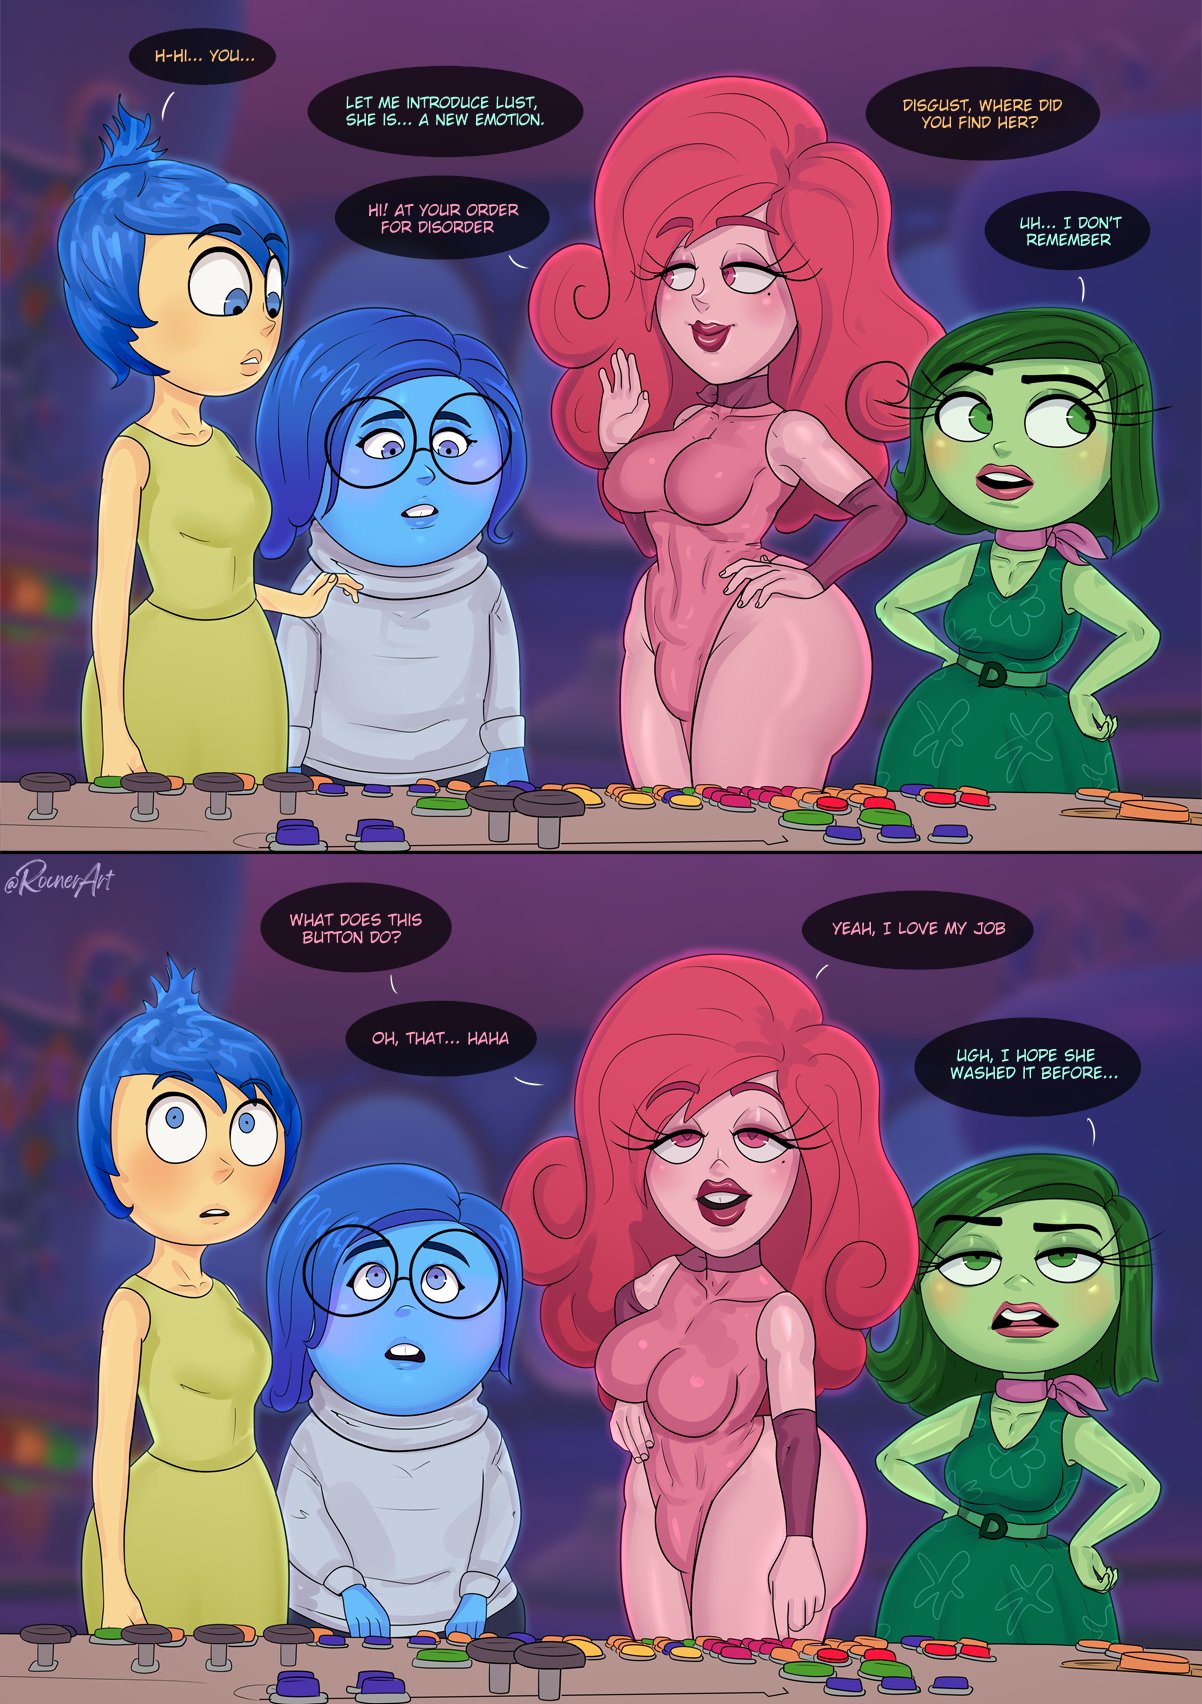 H-HI... YOU...
LET ME INTRODUCE LUST,
SHE IS... A NEW EMOTION.
DISGUST, WHERE DID
YOU FIND HER?
HI! AT YOUR ORDER
FOR DISORDER
UH... I DON'T
REMEMBER
D
@RocnerArt
WHAT DOES THIS
BUTTON DO?
YEAH, I LOVE MY JOB
OH, THAT... HAHA
UGH, I HOPE SHE
WASHED IT BEFORE...
D